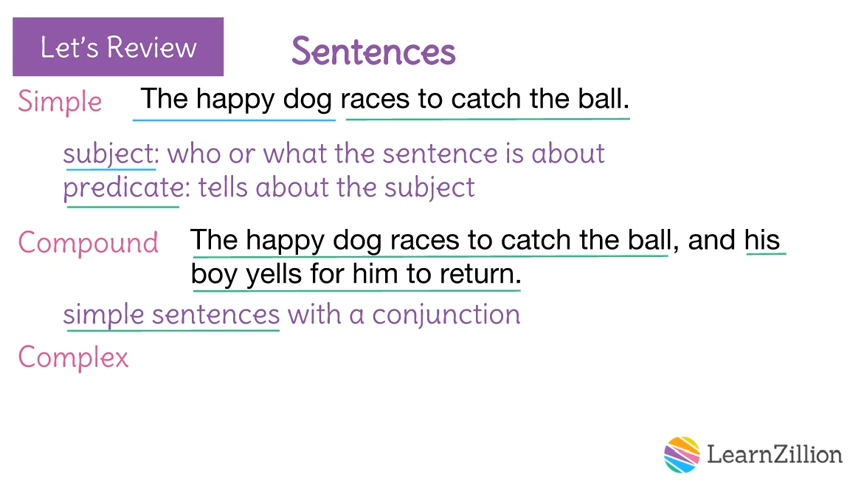 Let's Review
Sentences
Simple The happy dog races to catch the ball.
subject: who or what the sentence is about
predicate: tells about the subject
Compound The happy dog races to catch the ball, and his
boy yells for him to return.
simple sentences with a conjunction
Complex
LearnZillion